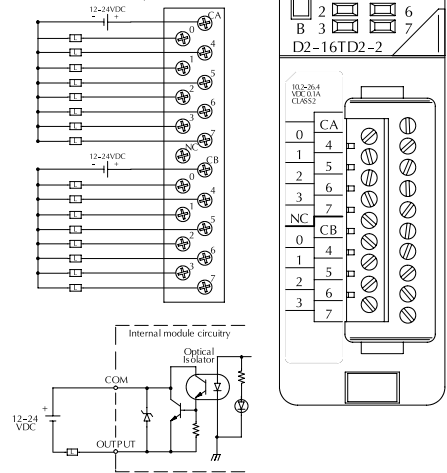 12-24VDC
- +
CA
0
L
4
L
1
L
5
L
2
L
6
L
3
L
7
L
NC
12-24VDC
- +
CB
0
L
4
L
1
L
5
L
2
L
6
L
3
L
7
L
Internal module circuitry
Optical
Isolator
COM
+
12-24
VDC
L
OUTPUT
2 6
B 3 7
D2-16TD2-2
10.2-26.4
VDC 0.1A
CLASS2
CA
0
4
1
5
2
6
3
7
NC
CB
0
4
1
5
2
6
3
7